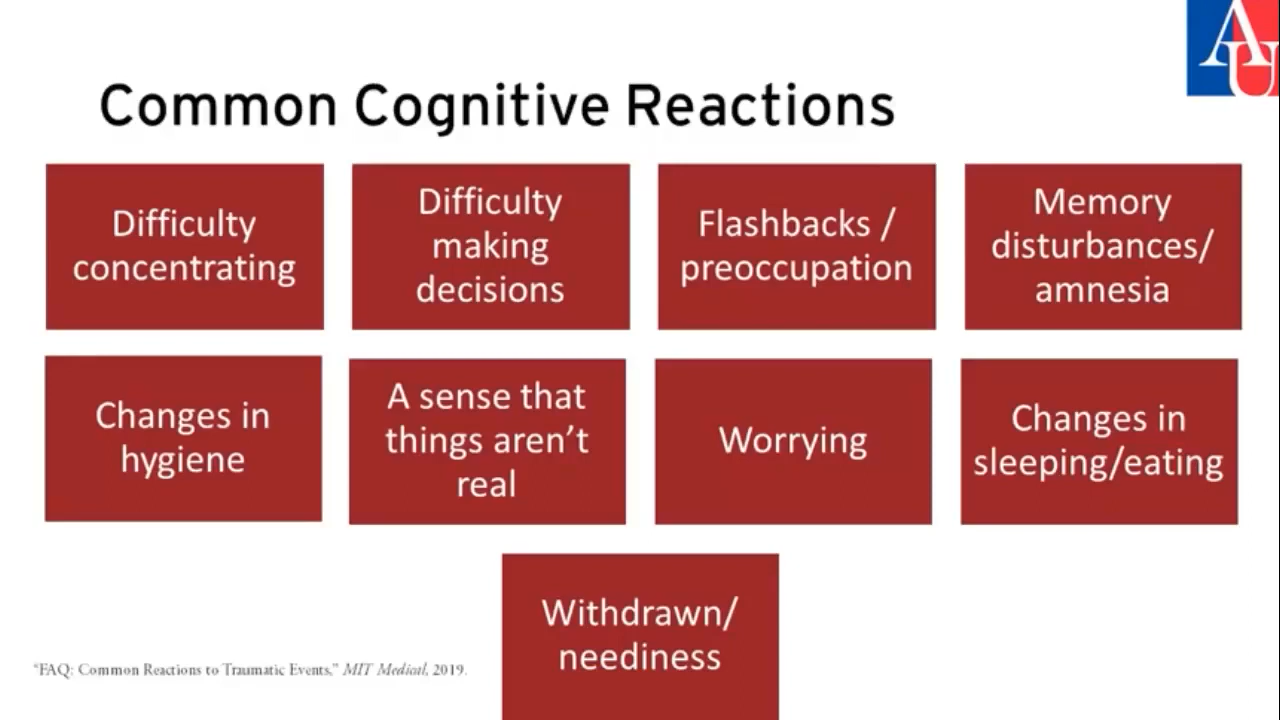 AU
Common Cognitive Reactions
Difficulty
concentrating
Difficulty
making
decisions
Flashbacks /
preoccupation
Memory
disturbances/
amnesia
Changes in
hygiene
A sense that
things aren’t
real
Worrying
Changes in
sleeping/eating
Withdrawn/
neediness
“FAQ: Common Reactions to Traumatic Events,” MIT Medical, 2019.